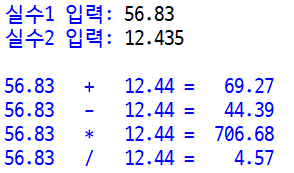 실수1 입력: 56.83
실수2 입력: 12.435
56.83 + 12.44 = 69.27
56.83 - 12.44 = 44.39
56.83 * 12.44 = 706.68
56.83 / 12.44 = 4.57